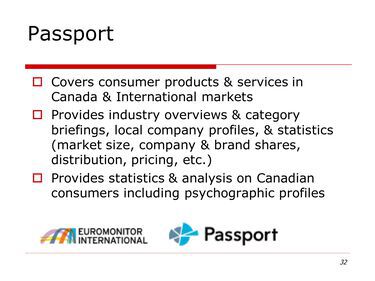 Passport
Covers consumer products & services in
Canada & International markets
Provides industry overviews & category
briefings, local company profiles, & statistics
(market size, company & brand shares,
distribution, pricing, etc.)
Provides statistics & analysis on Canadian
consumers including psychographic profiles
EUROMONITOR
INTERNATIONAL
Passport
32